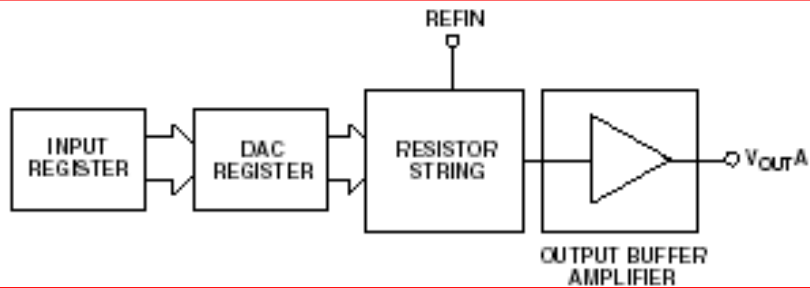 REFIN
INPUT
REGISTER
DAC
REGISTER
RESISTOR
STRING
VOUTA
OUTPUT BUFFER
AMPLIFIER